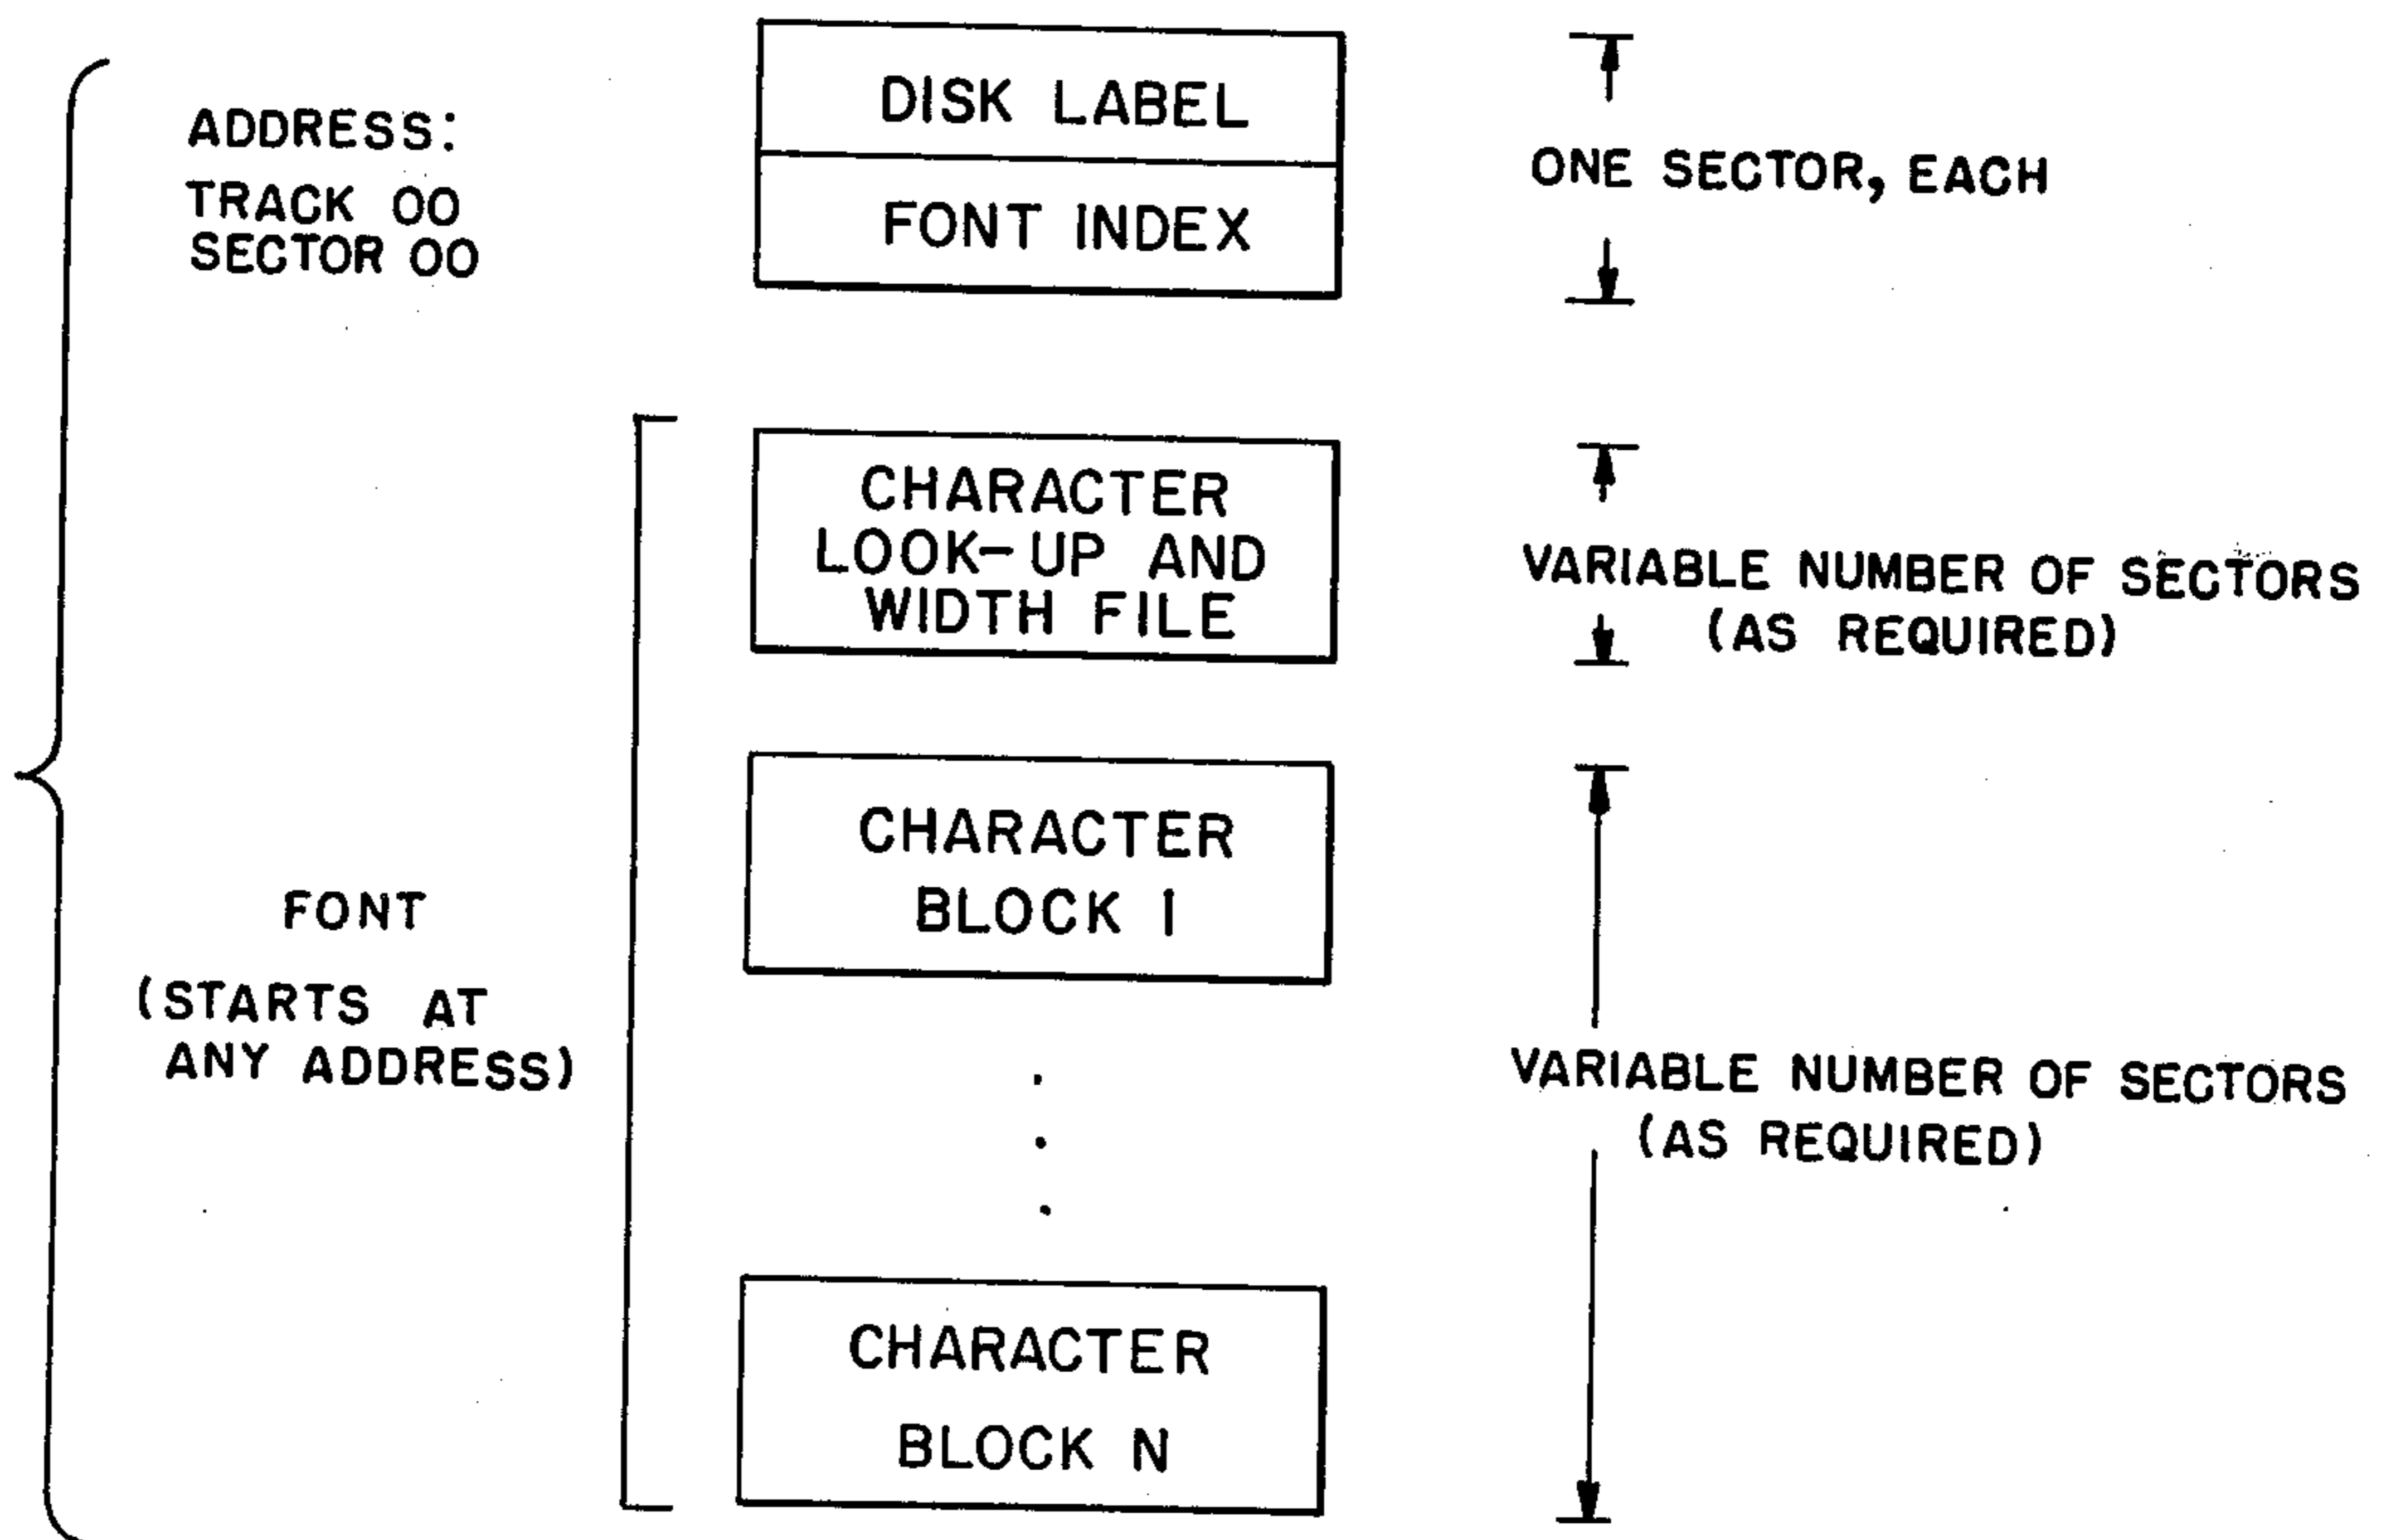 ADDRESS:
TRACK 00
SECTOR 00
DISK LABEL
FONT INDEX
ONE SECTOR, EACH
CHARACTER
LOOK-UP AND
WIDTH FILE
VARIABLE NUMBER OF SECTORS
(AS REQUIRED)
FONT
(STARTS AT
ANY ADDRESS)
CHARACTER
BLOCK 1
.
.
.
CHARACTER
BLOCK N
VARIABLE NUMBER OF SECTORS
(AS REQUIRED)